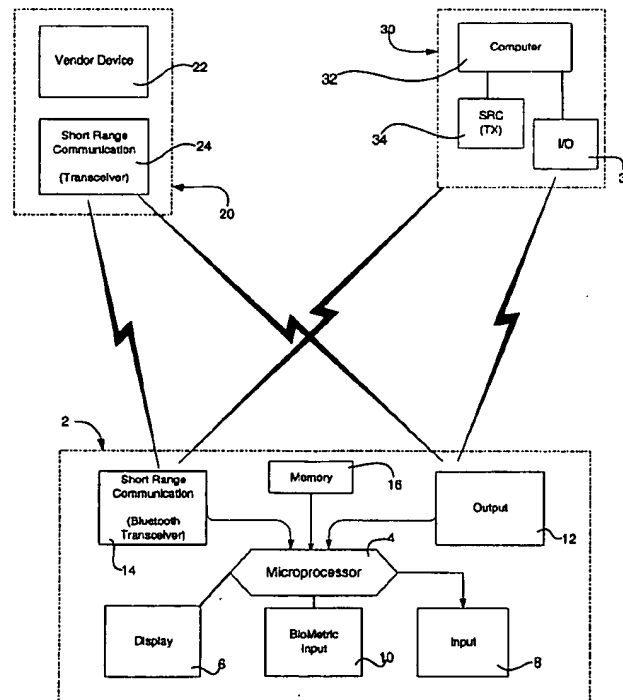 Vendor Device
22
Short Range
Communication
(Transceiver)
24
20
30
Computer
32
SRC
(TX)
34
I/O
3
2
Short Range
Communication
(Bluetooth
Transceiver)
14
Memory
16
Output
12
4
Microprocessor
Display
6
BioMetric
Input
10
Input
8